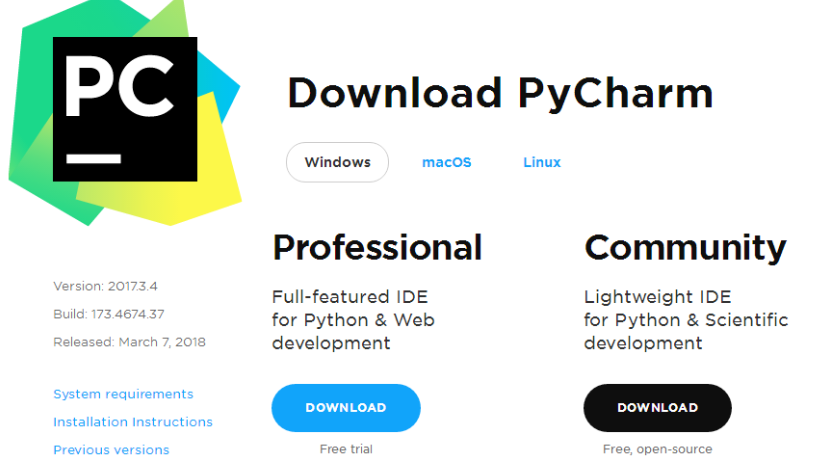 PC
Download PyCharm
Windows macOS Linux
Professional
Full-featured IDE
for Python & Web
development
DOWNLOAD
Free trial
Community
Lightweight IDE
for Python & Scientific
development
DOWNLOAD
Free, open-source
Version: 2017.3.4
Build: 173.4674.37
Released: March 7, 2018
System requirements
Installation Instructions
Previous versions